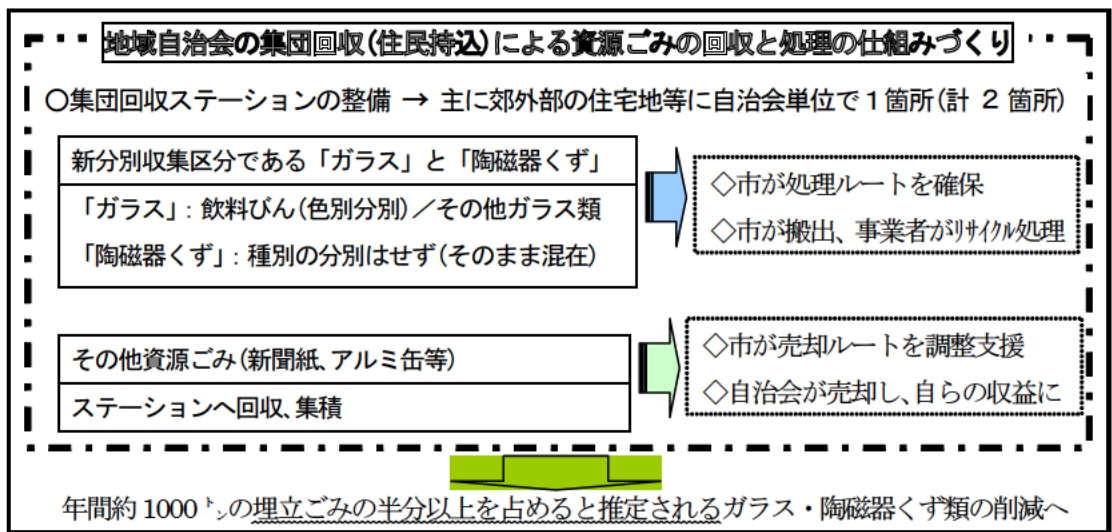 地域自治会の集団回収(住民持込)による資源ごみの回収と処理の仕組みづくり
○集団回収ステーションの整備 → 主に郊外部の住宅地等に自治会単位で1箇所(計 2 箇所)
新分別収集区分である「ガラス」と「陶磁器くず」
「ガラス」: 飲料びん(色別分別)／その他ガラス類
「陶磁器くず」: 種別の分別はせず(そのまま混在)
◇市が処理ルートを確保
◇市が搬出、事業者がﾘｻｲｸﾙ処理
その他資源ごみ(新聞紙、アルミ缶等)
ステーションへ回収、集積
◇市が売却ルートを調整支援
◇自治会が売却し、自らの収益に
年間約 1000 ﾄﾝの埋立ごみの半分以上を占めると推定されるガラス・陶磁器くず類の削減へ